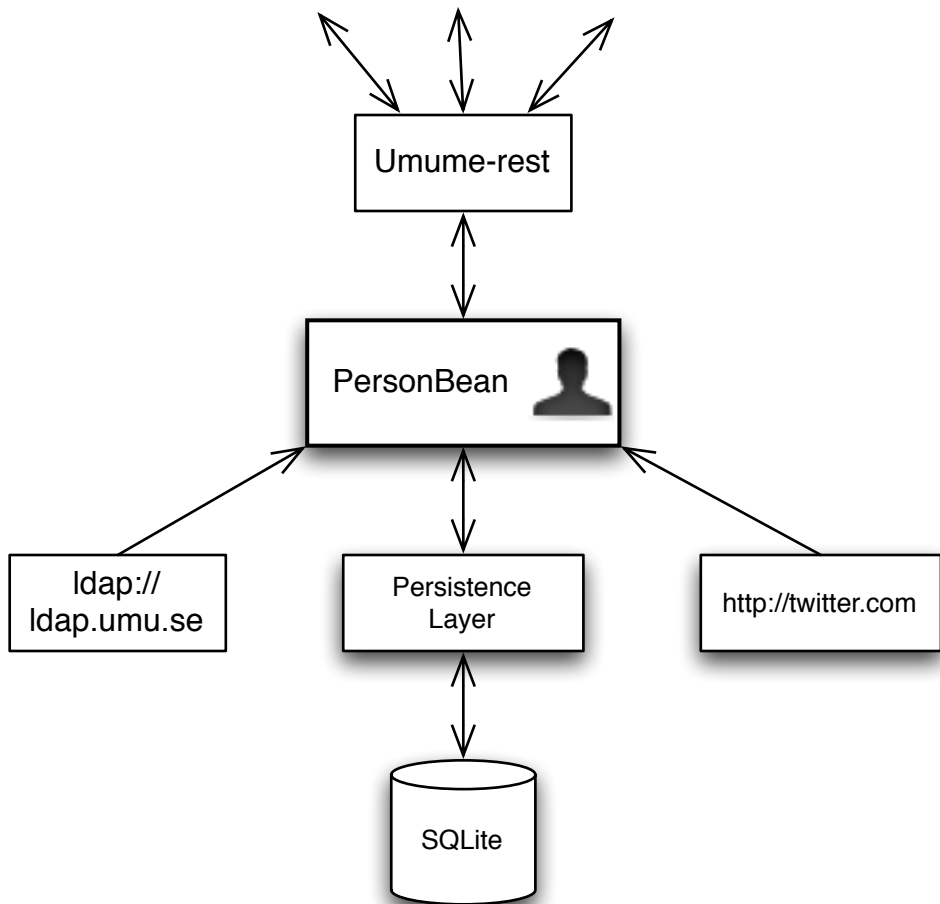 Umume-rest
PersonBean
ldap://
ldap.umu.se
Persistence
Layer
http://twitter.com
SQLite